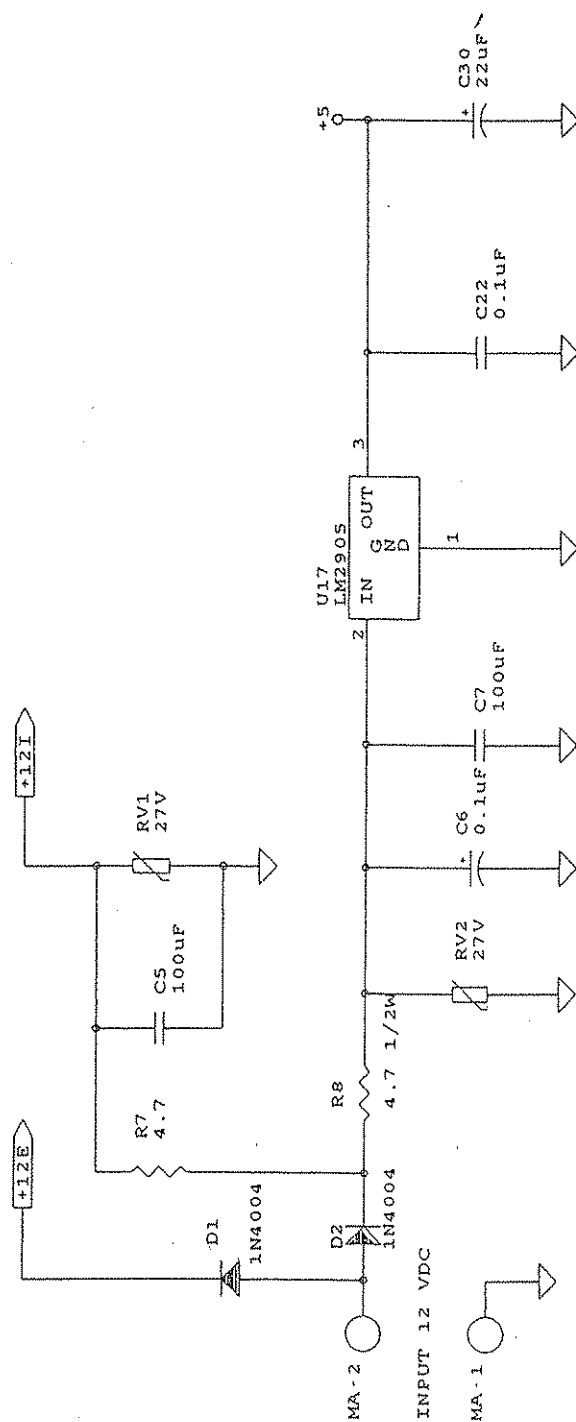 +12E
+12I
R7
4.7
C5
100uF
RV1
27V
D1
1N4004
D2
1N4004
R8
4.7 1/2W
MA-2
INPUT 12 VDC
MA-1
RV2
27V
C6
0.1uF
C7
100uF
U17
LM2905
IN
OUT
GND
2
3
1
C22
0.1uF
+5
C30
22uF
+
+